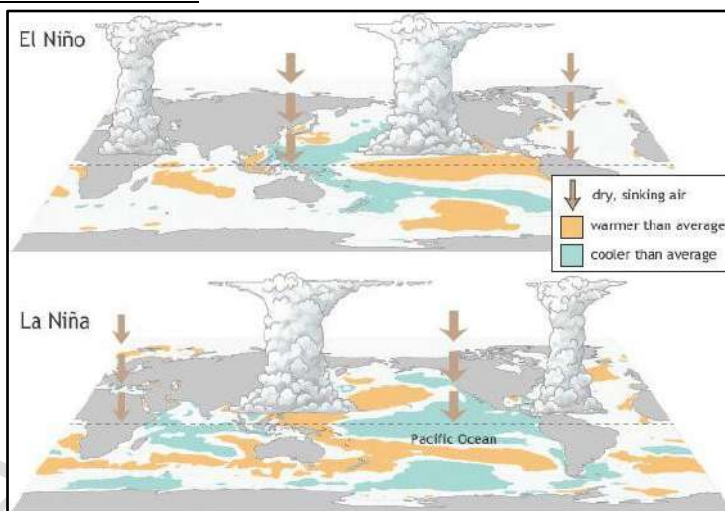 El Niño
dry, sinking air
warmer than average
cooler than average
La Niña
Pacific Ocean